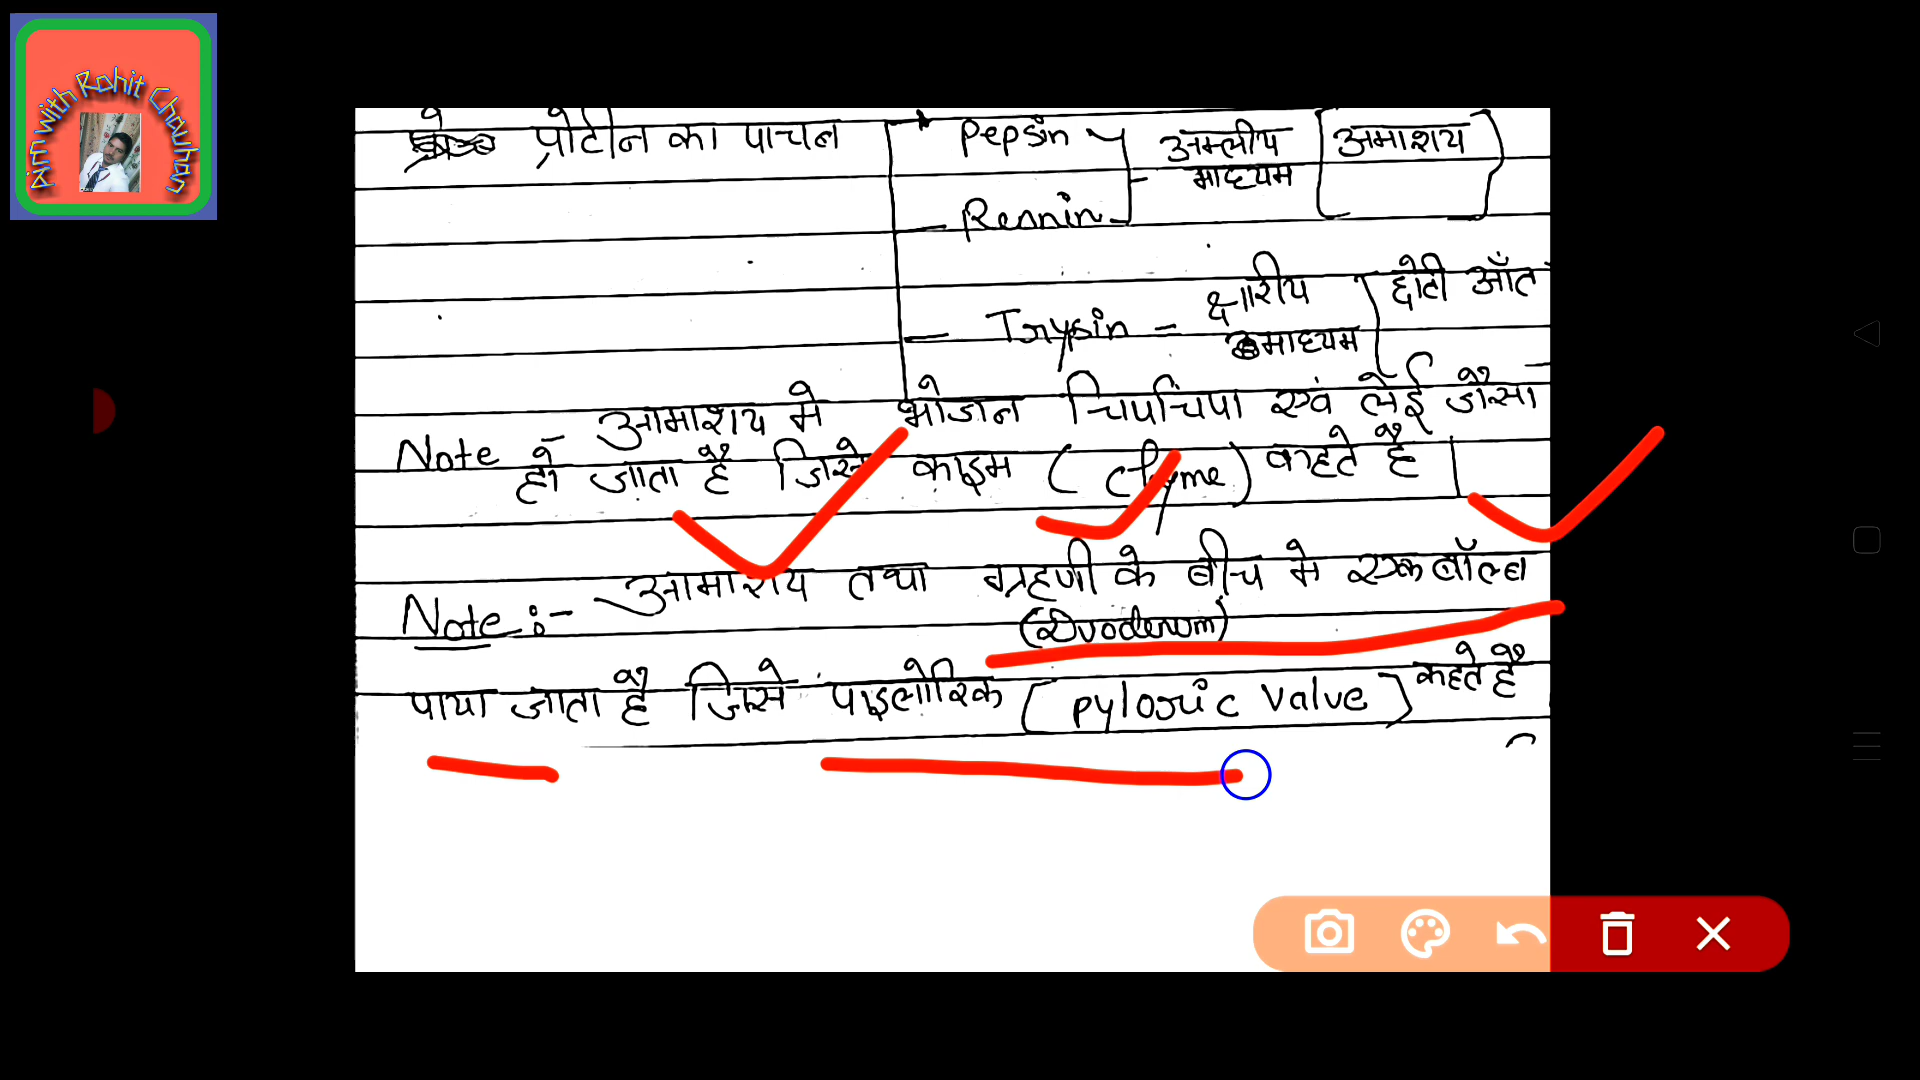 Aim with Rohit Chauhan
प्रोटीन का पाचन
Pepsin
अम्लीय माध्यम
[अमाशय]
Rennin
Trypsin = क्षारीय माध्यम
छोटी आँत
Note - आमाशय मे भोजन चिपचिपा एवं लेई जैसा
हो जाता है जिसे काइम ( chyme) कहते है |
Note :- आमाशय तथा ग्रहणी के बीच मे एक बॉल्ब
(Duodenum)
पाया जाता है जिसे पाइलोरिक [ pyloric valve ] कहते है